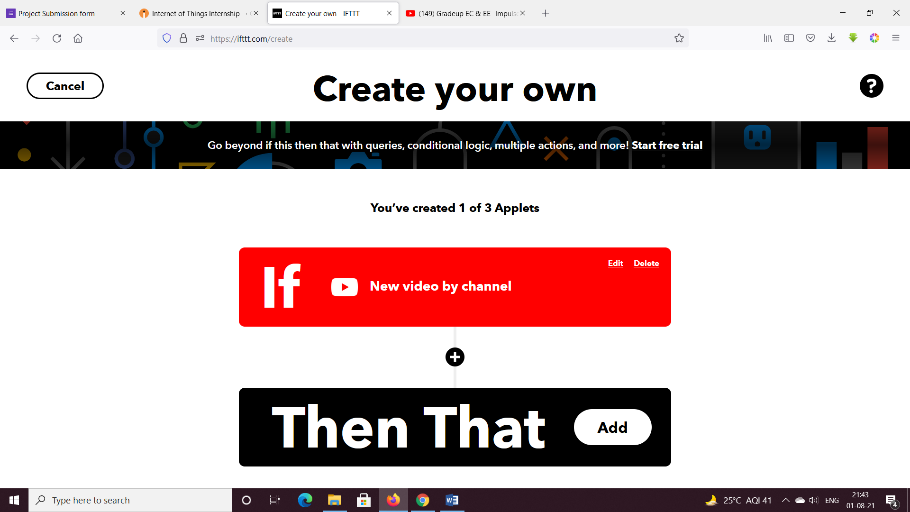 Project Submission form
Internet of Things Internship
Create your own - IFTTT
(149) Gradeup EC & EE - Impuls
https://ifttt.com/create
Cancel
Create your own
?
Go beyond if this then that with queries, conditional logic, multiple actions, and more! Start free trial
You've created 1 of 3 Applets
Edit Delete
If New video by channel
Then That Add
Type here to search
25°C AQI 41
ENG
21:43
01-08-21
4